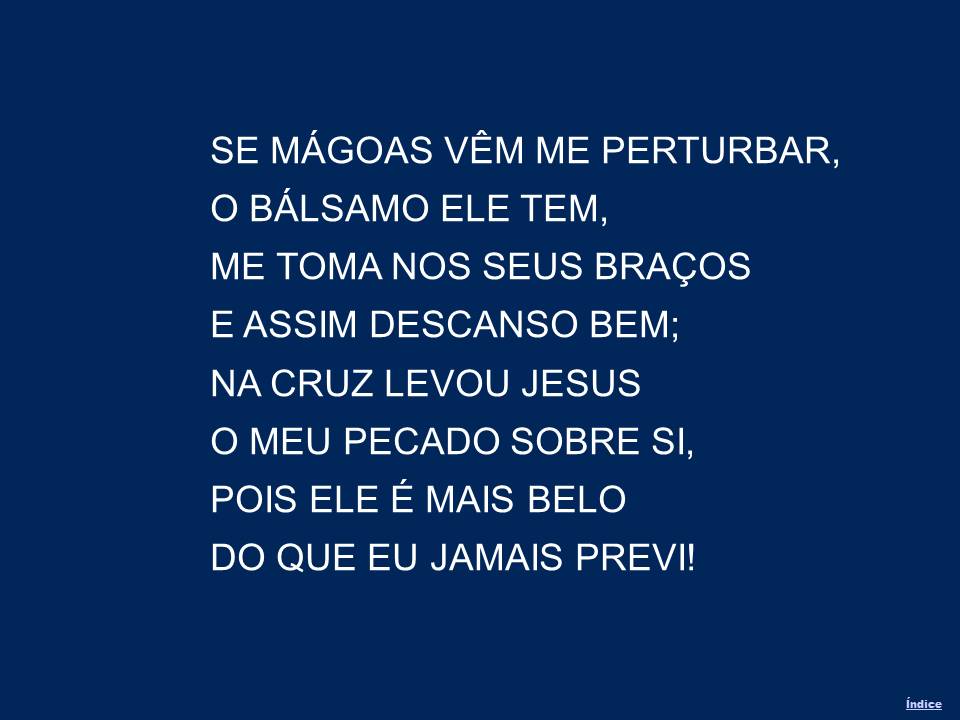 SE MÁGOAS VÊM ME PERTURBAR,
O BÁLSAMO ELE TEM,
ME TOMA NOS SEUS BRAÇOS
E ASSIM DESCANSO BEM;
NA CRUZ LEVOU JESUS
O MEU PECADO SOBRE SI,
POIS ELE É MAIS BELO
DO QUE EU JAMAIS PREVI!
Índice